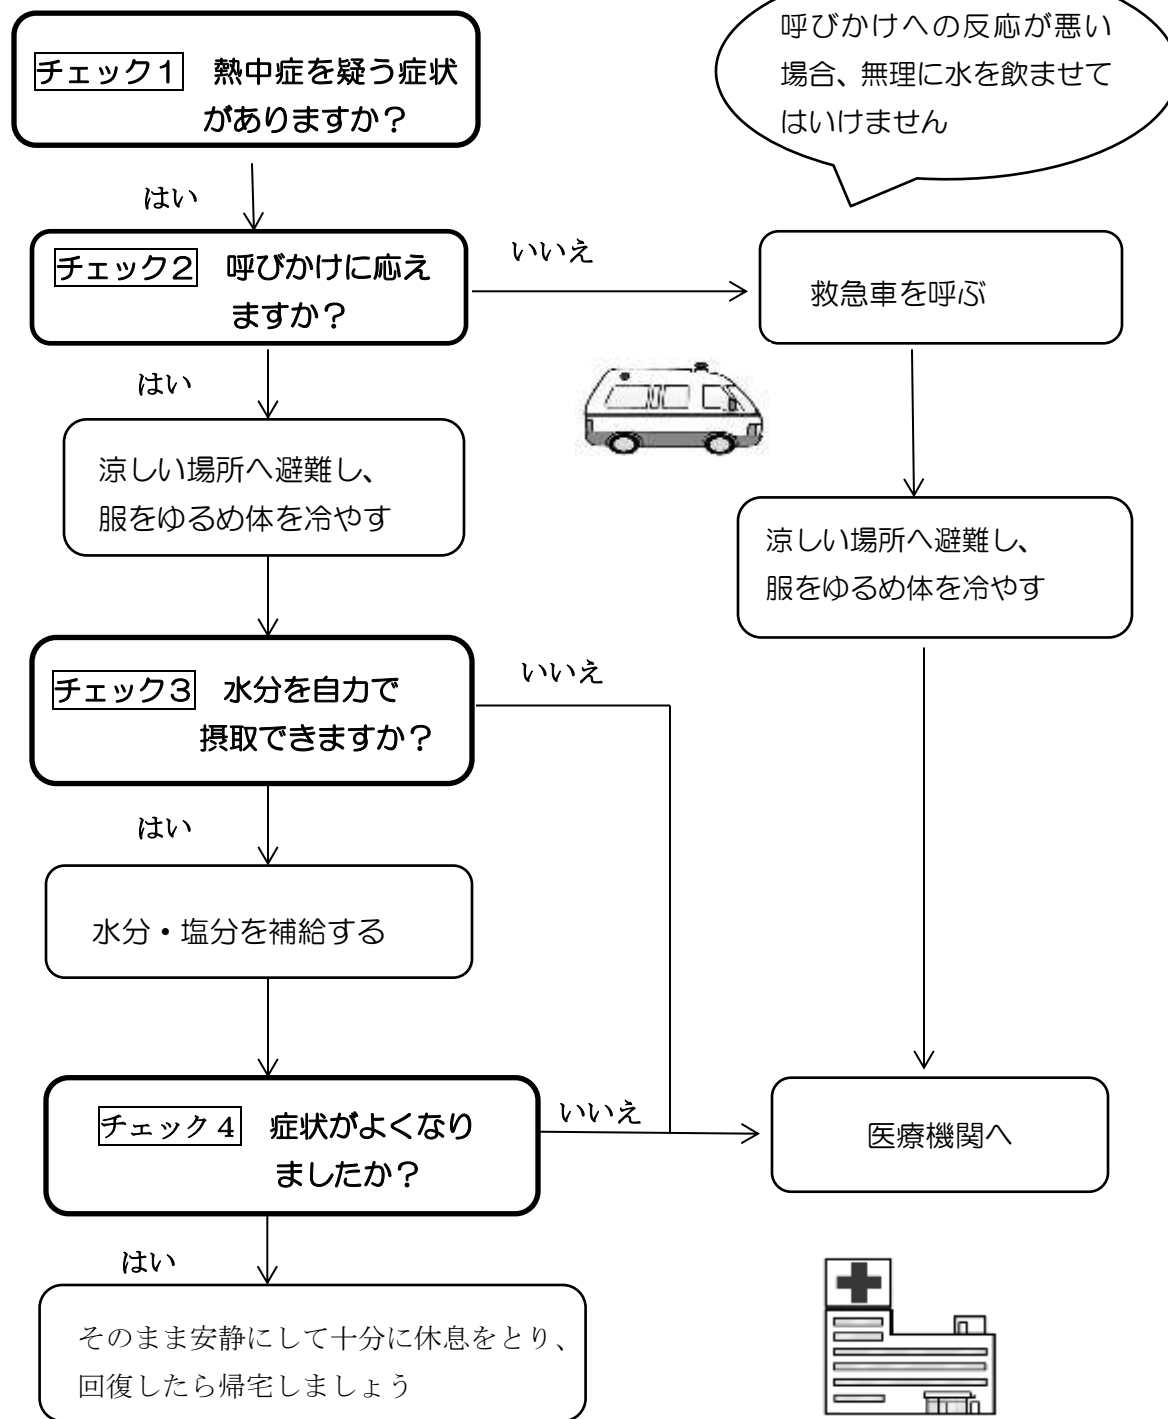 チェック1　熱中症を疑う症状
がありますか？
呼びかけへの反応が悪い
場合、無理に水を飲ませて
はいけません
はい
チェック2　呼びかけに応え
ますか？
いいえ
救急車を呼ぶ
はい
涼しい場所へ避難し、
服をゆるめ体を冷やす
涼しい場所へ避難し、
服をゆるめ体を冷やす
チェック3　水分を自力で
摂取できますか？
いいえ
はい
水分・塩分を補給する
チェック4　症状がよくなり
ましたか？
いいえ
医療機関へ
はい
そのまま安静にして十分に休息をとり、
回復したら帰宅しましょう